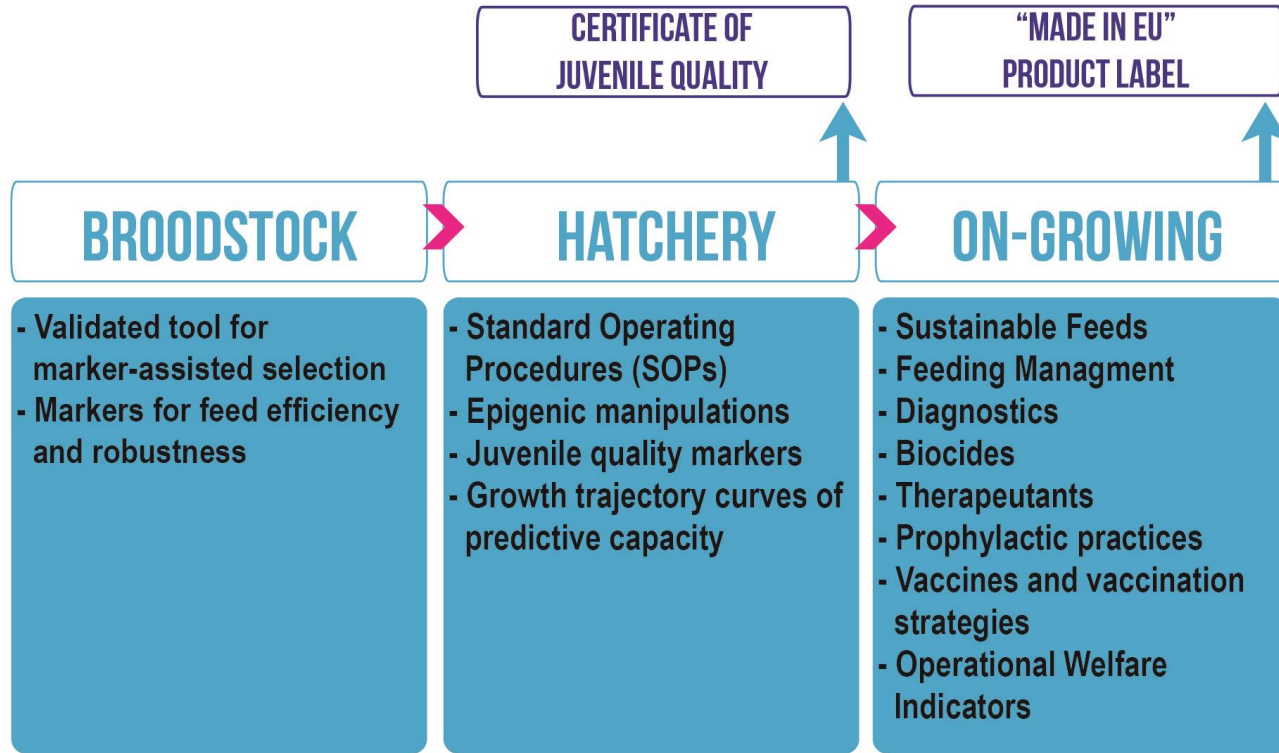 CERTIFICATE OF
JUVENILE QUALITY
“MADE IN EU”
PRODUCT LABEL
BROODSTOCK
HATCHERY
ON-GROWING
- Validated tool for
marker-assisted selection
- Markers for feed efficiency
and robustness
- Standard Operating
Procedures (SOPs)
- Epigenic manipulations
- Juvenile quality markers
- Growth trajectory curves of
predictive capacity
- Sustainable Feeds
- Feeding Managment
- Diagnostics
- Biocides
- Therapeutants
- Prophylactic practices
- Vaccines and vaccination
strategies
- Operational Welfare
Indicators